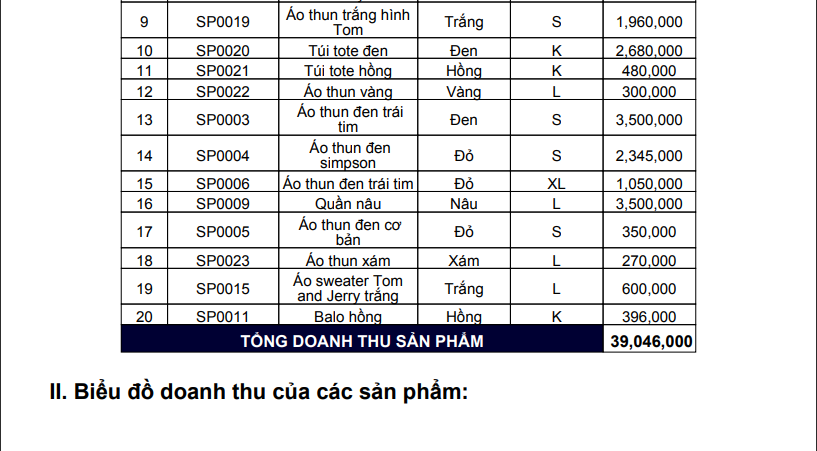 9 SP0019 Áo thun trắng hình Tom Trắng S 1,960,000
10 SP0020 Túi tote đen Đen K 2,680,000
11 SP0021 Túi tote hồng Hồng K 480,000
12 SP0022 Áo thun vàng Vàng L 300,000
13 SP0003 Áo thun đen trái tim Đen S 3,500,000
14 SP0004 Áo thun đen simpson Đỏ S 2,345,000
15 SP0006 Áo thun đen trái tim Đỏ XL 1,050,000
16 SP0009 Quần nâu Nâu L 3,500,000
17 SP0005 Áo thun đen cơ bản Đỏ S 350,000
18 SP0023 Áo thun xám Xám L 270,000
19 SP0015 Áo sweater Tom and Jerry trắng Trắng L 600,000
20 SP0011 Balo hồng Hồng K 396,000
TỔNG DOANH THU SẢN PHẨM 39,046,000
II. Biểu đồ doanh thu của các sản phẩm: